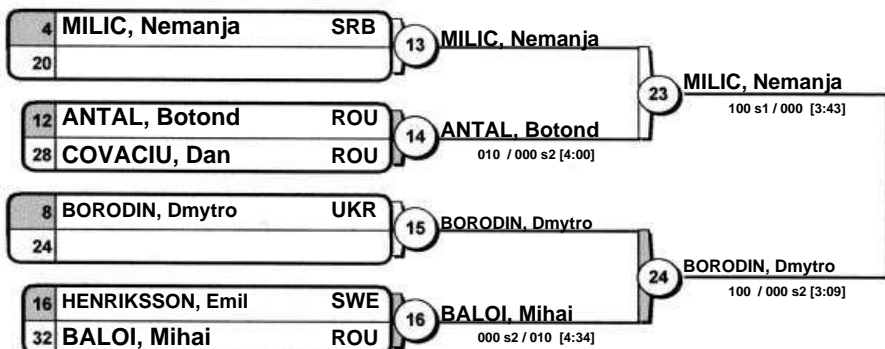 4 MILIC, Nemanja SRB
20
13 MILIC, Nemanja
12 ANTAL, Botond ROU
28 COVACIU, Dan ROU
14 ANTAL, Botond
010 / 000 s2 [4:00]
23 MILIC, Nemanja
100 s1 / 000 [3:43]
8 BORODIN, Dmytro UKR
24
15 BORODIN, Dmytro
16 HENRIKSSON, Emil SWE
32 BALOI, Mihai ROU
16 BALOI, Mihai
000 s2 / 010 [4:34]
24 BORODIN, Dmytro
100 / 000 s2 [3:09]